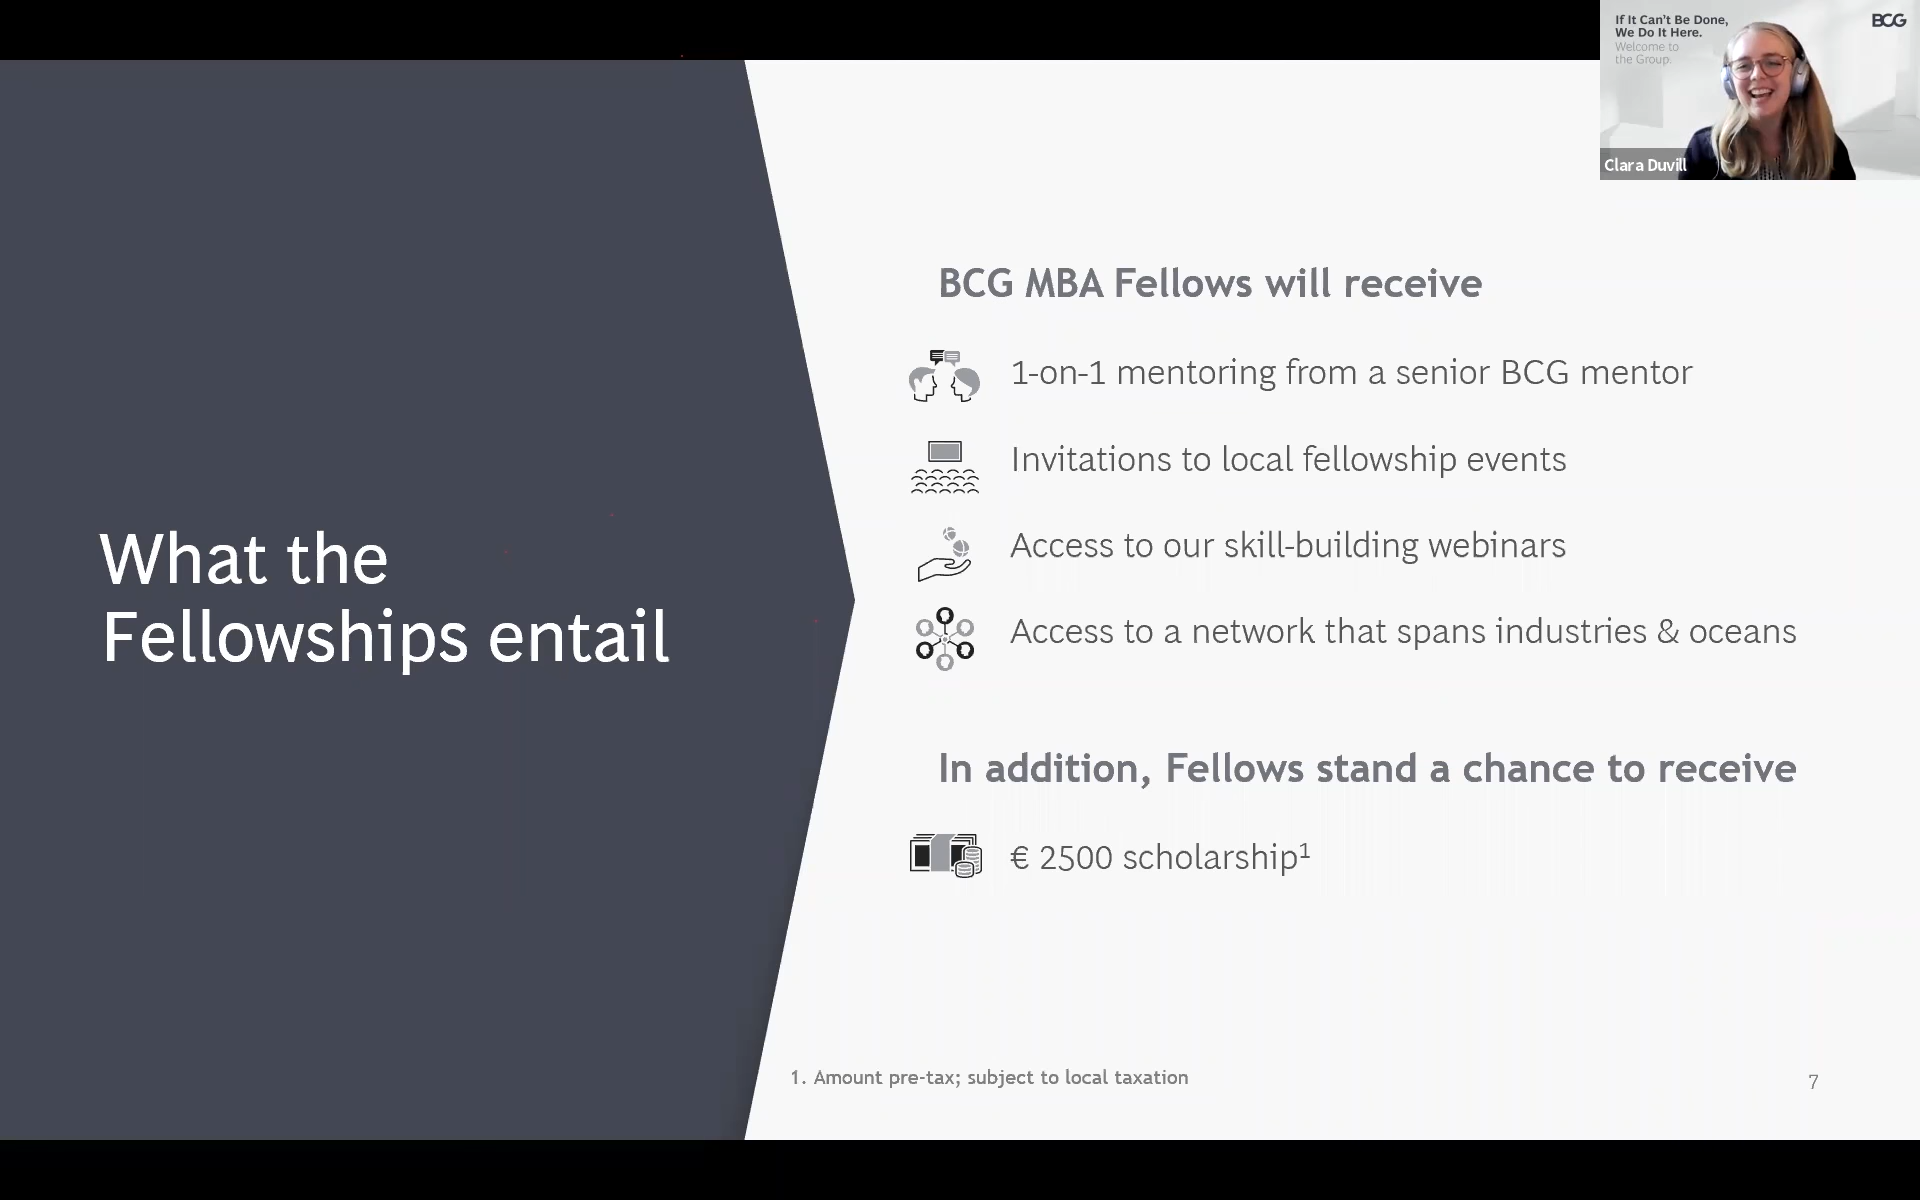 If It Can't Be Done,
We Do It Here.
Welcome to
the Group.
BCG
Clara Duvill
What the
Fellowships entail
BCG MBA Fellows will receive
1-on-1 mentoring from a senior BCG mentor
Invitations to local fellowship events
Access to our skill-building webinars
Access to a network that spans industries & oceans
In addition, Fellows stand a chance to receive
€ 2500 scholarship¹
1. Amount pre-tax; subject to local taxation
7